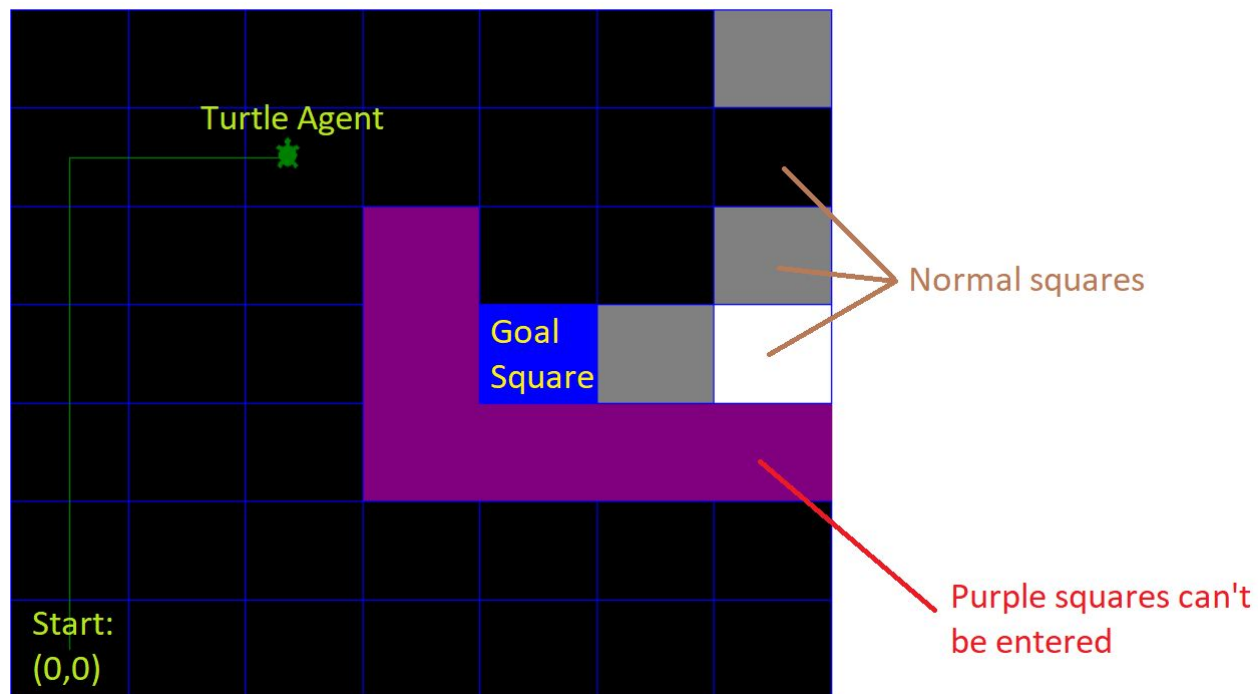 Turtle Agent
Normal squares
Goal
Square
Purple squares can't
be entered
Start:
(0,0)